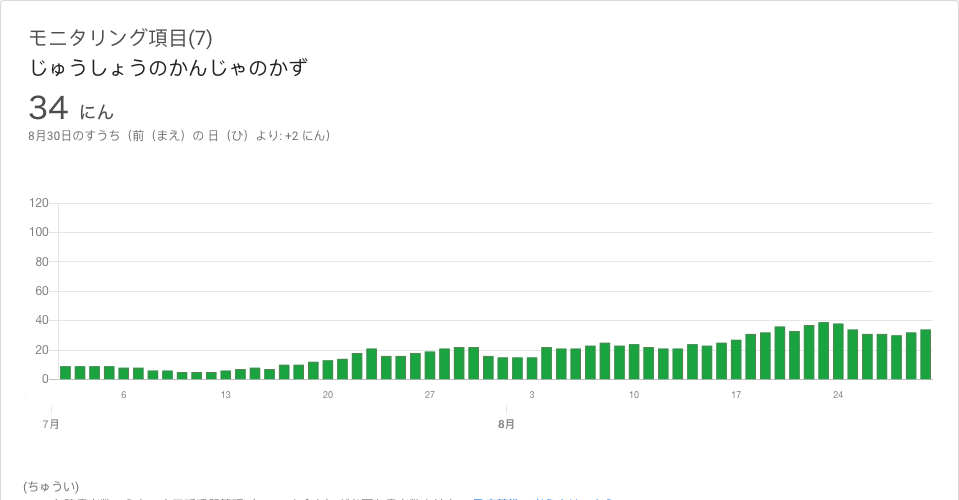 モニタリング項目(7)
じゅうしょうのかんじゃのかず
34 にん
8月30日のすうち（前（まえ）の 日（ひ）より: +2 にん）
120
100
80
60
40
20
0
6 13 20 27 3 10 17 24
7月 8月
(ちゅうい)